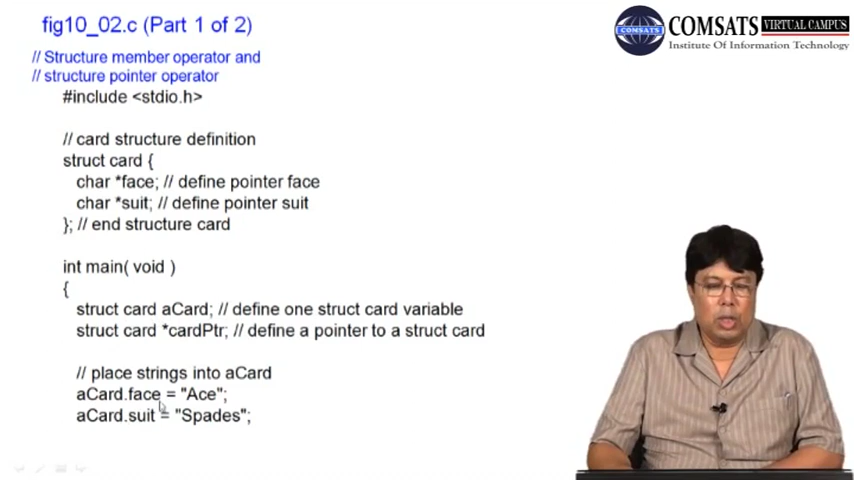 fig10_02.c (Part 1 of 2)
// Structure member operator and
// structure pointer operator
#include <stdio.h>
// card structure definition
struct card {
char *face; // define pointer face
char *suit; // define pointer suit
}; // end structure card
int main( void )
{
struct card aCard; // define one struct card variable
struct card *cardPtr; // define a pointer to a struct card
// place strings into aCard
aCard.face = "Ace";
aCard.suit = "Spades";
COMSATS
COMSATS VIRTUAL CAMPUS
Institute Of Information Technology